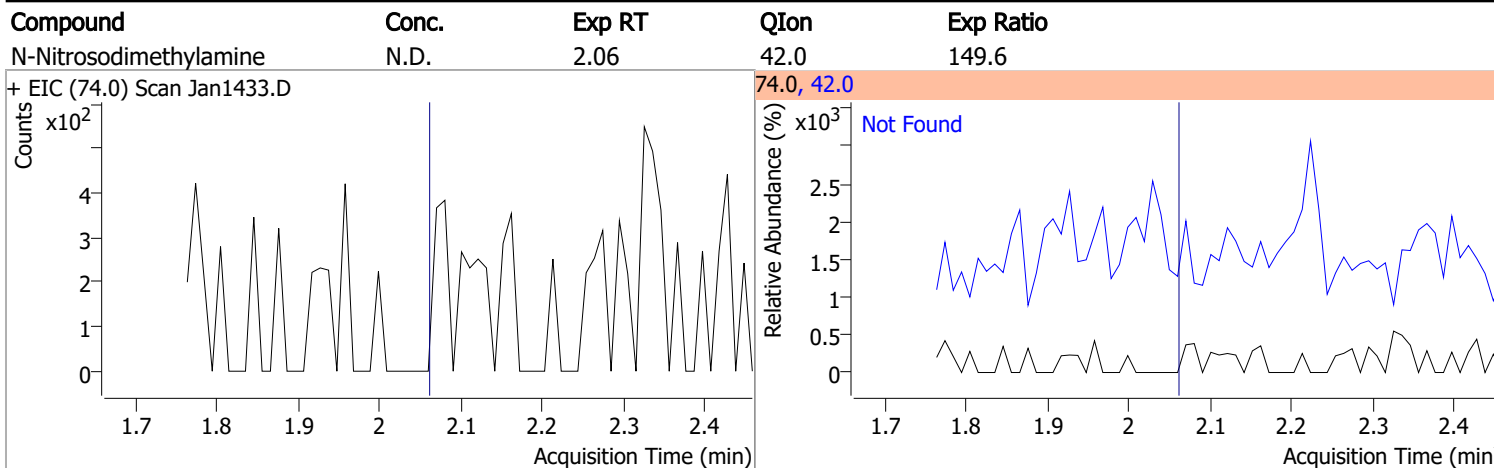 Compound Conc. Exp RT QIon Exp Ratio
N-Nitrosodimethylamine N.D. 2.06 42.0 149.6
+ EIC (74.0) Scan Jan1433.D
Counts
x10²
4
3
2
1
0
1.7 1.8 1.9 2 2.1 2.2 2.3 2.4
Acquisition Time (min)
74.0, 42.0
Relative Abundance (%)
x10³
Not Found
2.5
2
1.5
1
0.5
0
1.7 1.8 1.9 2 2.1 2.2 2.3 2.4
Acquisition Time (min